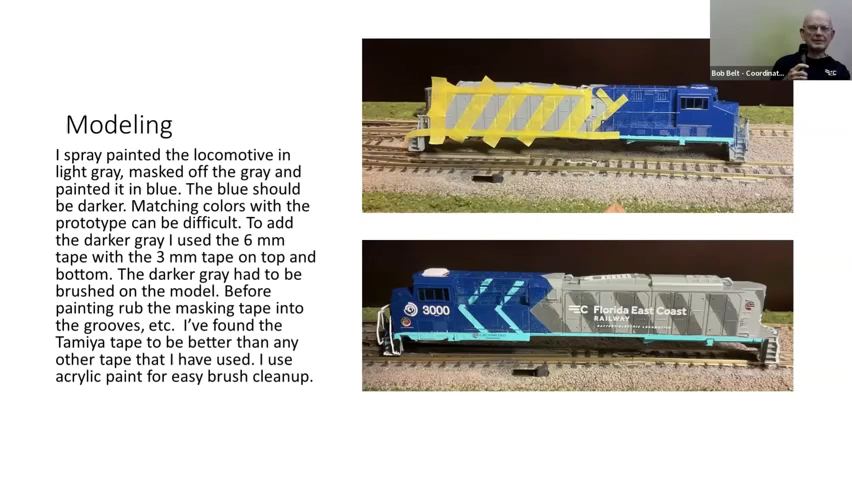 Bob Belt - Coordinat...
Modeling
I spray painted the locomotive in
light gray, masked off the gray and
painted it in blue. The blue should
be darker. Matching colors with the
prototype can be difficult. To add
the darker gray I used the 6 mm
tape with the 3 mm tape on top and
bottom. The darker gray had to be
brushed on the model. Before
painting rub the masking tape into
the grooves, etc. I’ve found the
Tamiya tape to be better than any
other tape that I have used. I use
acrylic paint for easy brush cleanup.
3000
Florida East Coast
RAILWAY